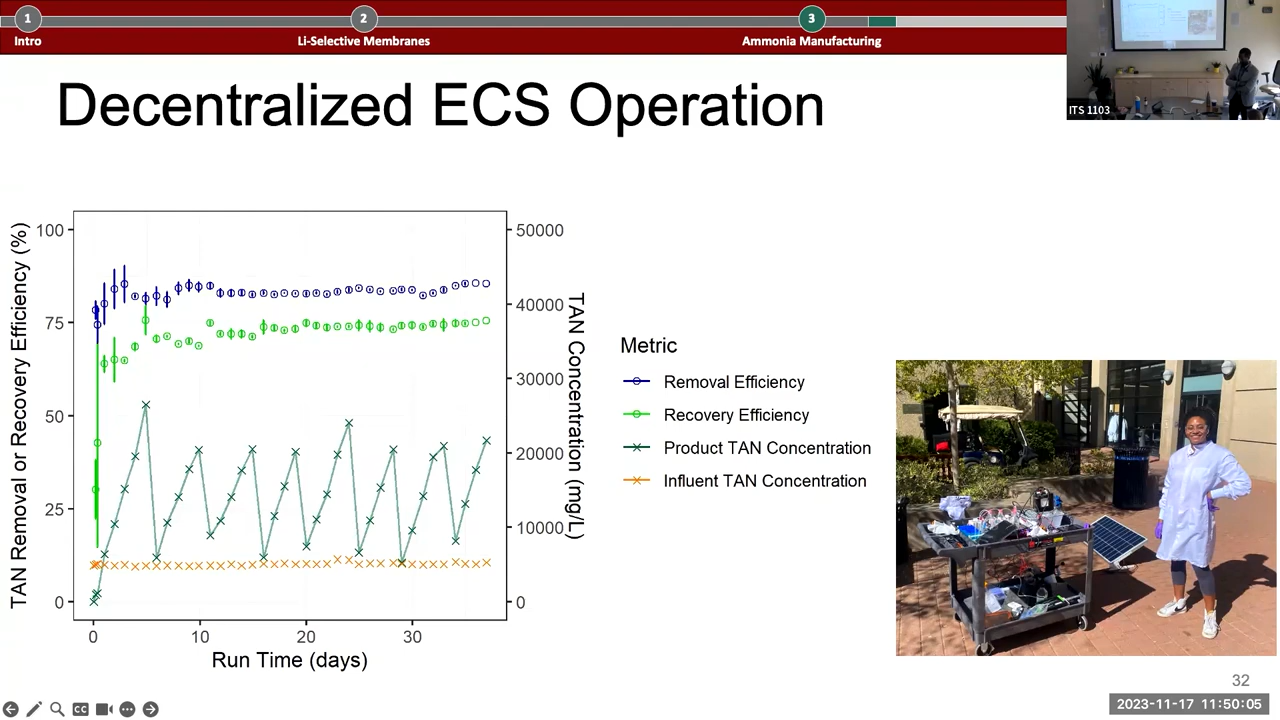 1
2
3
Intro
Li-Selective Membranes
Ammonia Manufacturing
ITS 1103
Decentralized ECS Operation
TAN Removal or Recovery Efficiency (%)
100
75
50
25
0
50000
40000
30000
20000
10000
0
TAN Concentration (mg/L)
0
10
20
30
Run Time (days)
Metric
Removal Efficiency
Recovery Efficiency
Product TAN Concentration
Influent TAN Concentration
32
CC
2023-11-17 11:50:05